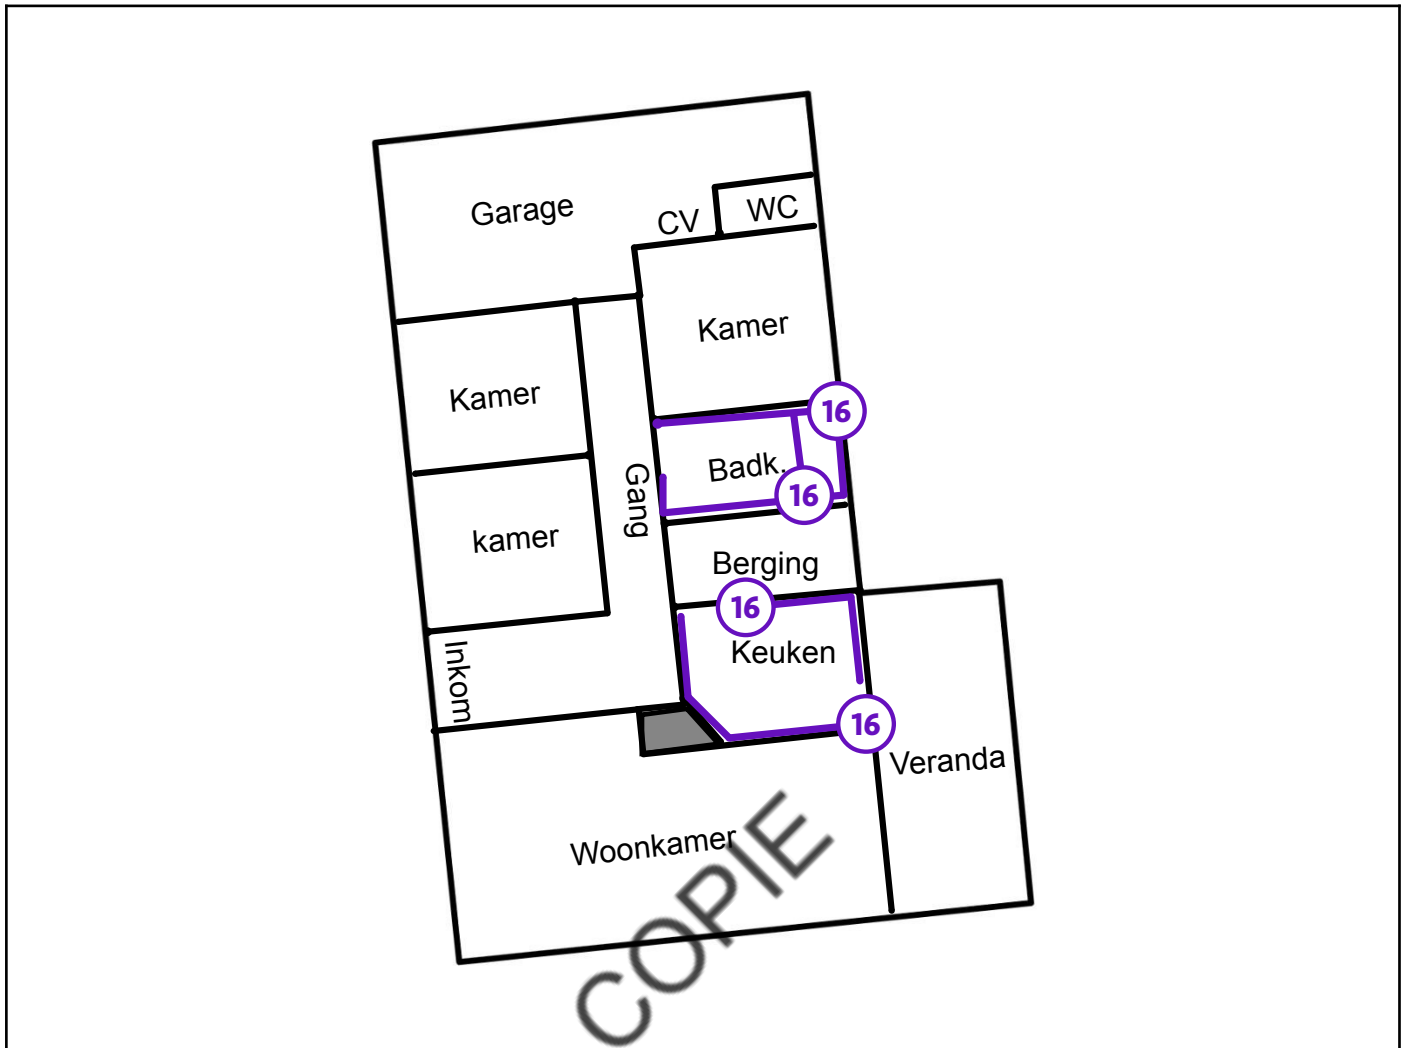 Garage
CV
WC
Kamer
Kamer
16
Badk.
16
Gang
kamer
Berging
16
Keuken
Inkom
16
Veranda
Woonkamer
COPIE